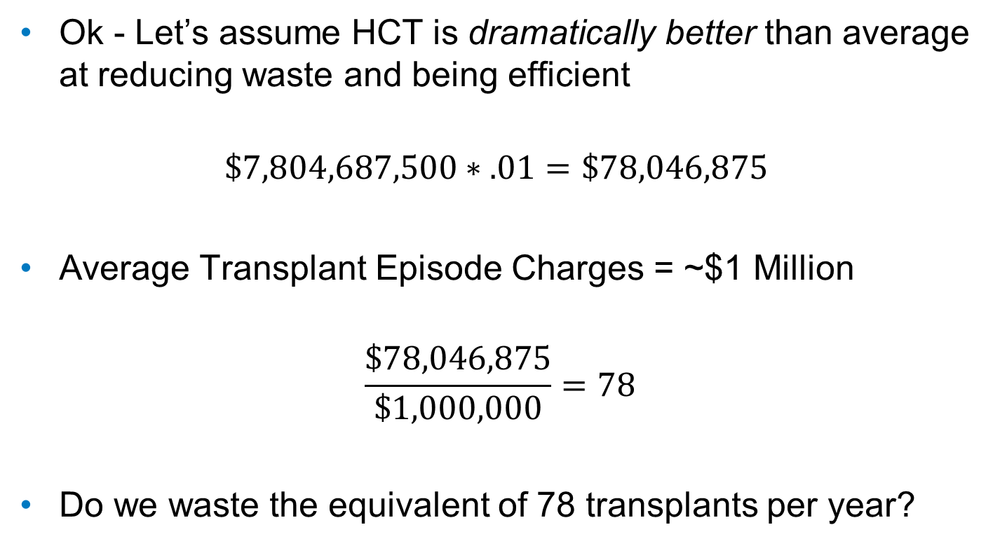 • Ok - Let’s assume HCT is dramatically better than average
at reducing waste and being efficient
$7,804,687,500 ∗ .01 = $78,046,875
• Average Transplant Episode Charges = ~$1 Million
$78,046,875
$1,000,000
= 78
• Do we waste the equivalent of 78 transplants per year?